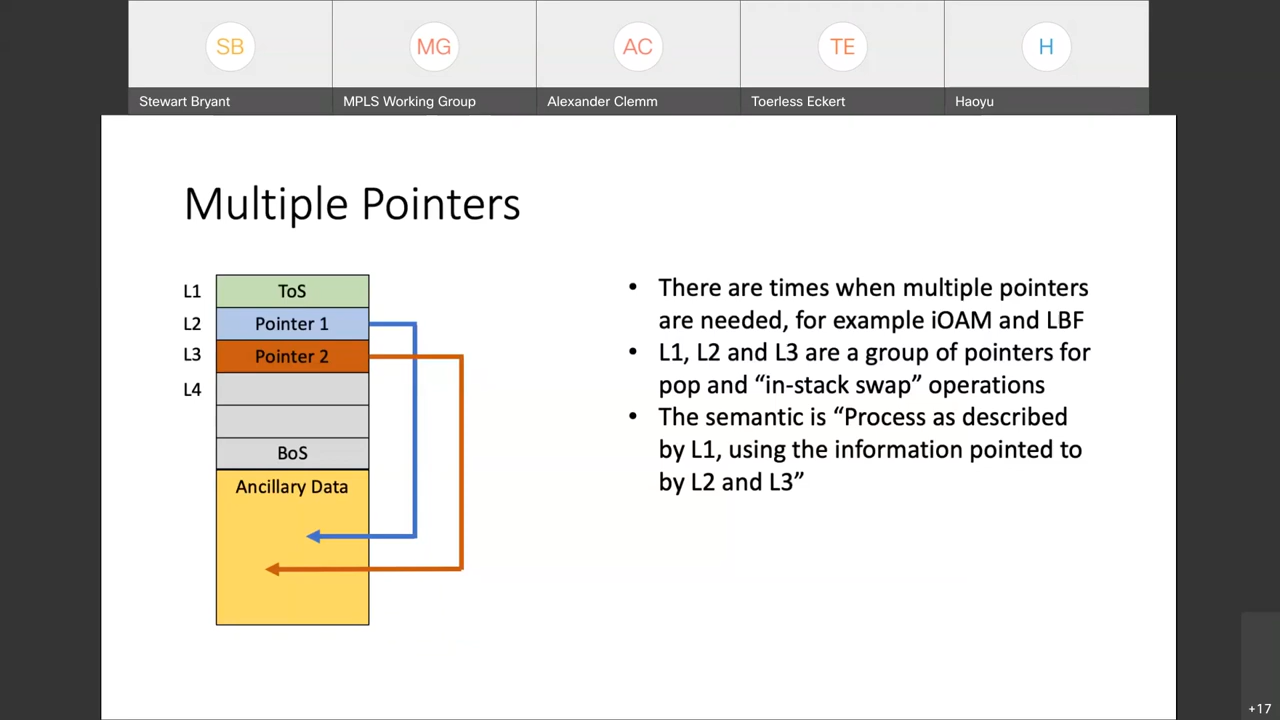 SB
MG
AC
TE
H
Stewart Bryant
MPLS Working Group
Alexander Clemm
Toerless Eckert
Haoyu
Multiple Pointers
L1
ToS
L2
Pointer 1
L3
Pointer 2
L4
BoS
Ancillary Data
• There are times when multiple pointers
are needed, for example iOAM and LBF
• L1, L2 and L3 are a group of pointers for
pop and “in-stack swap” operations
• The semantic is “Process as described
by L1, using the information pointed to
by L2 and L3”
+17